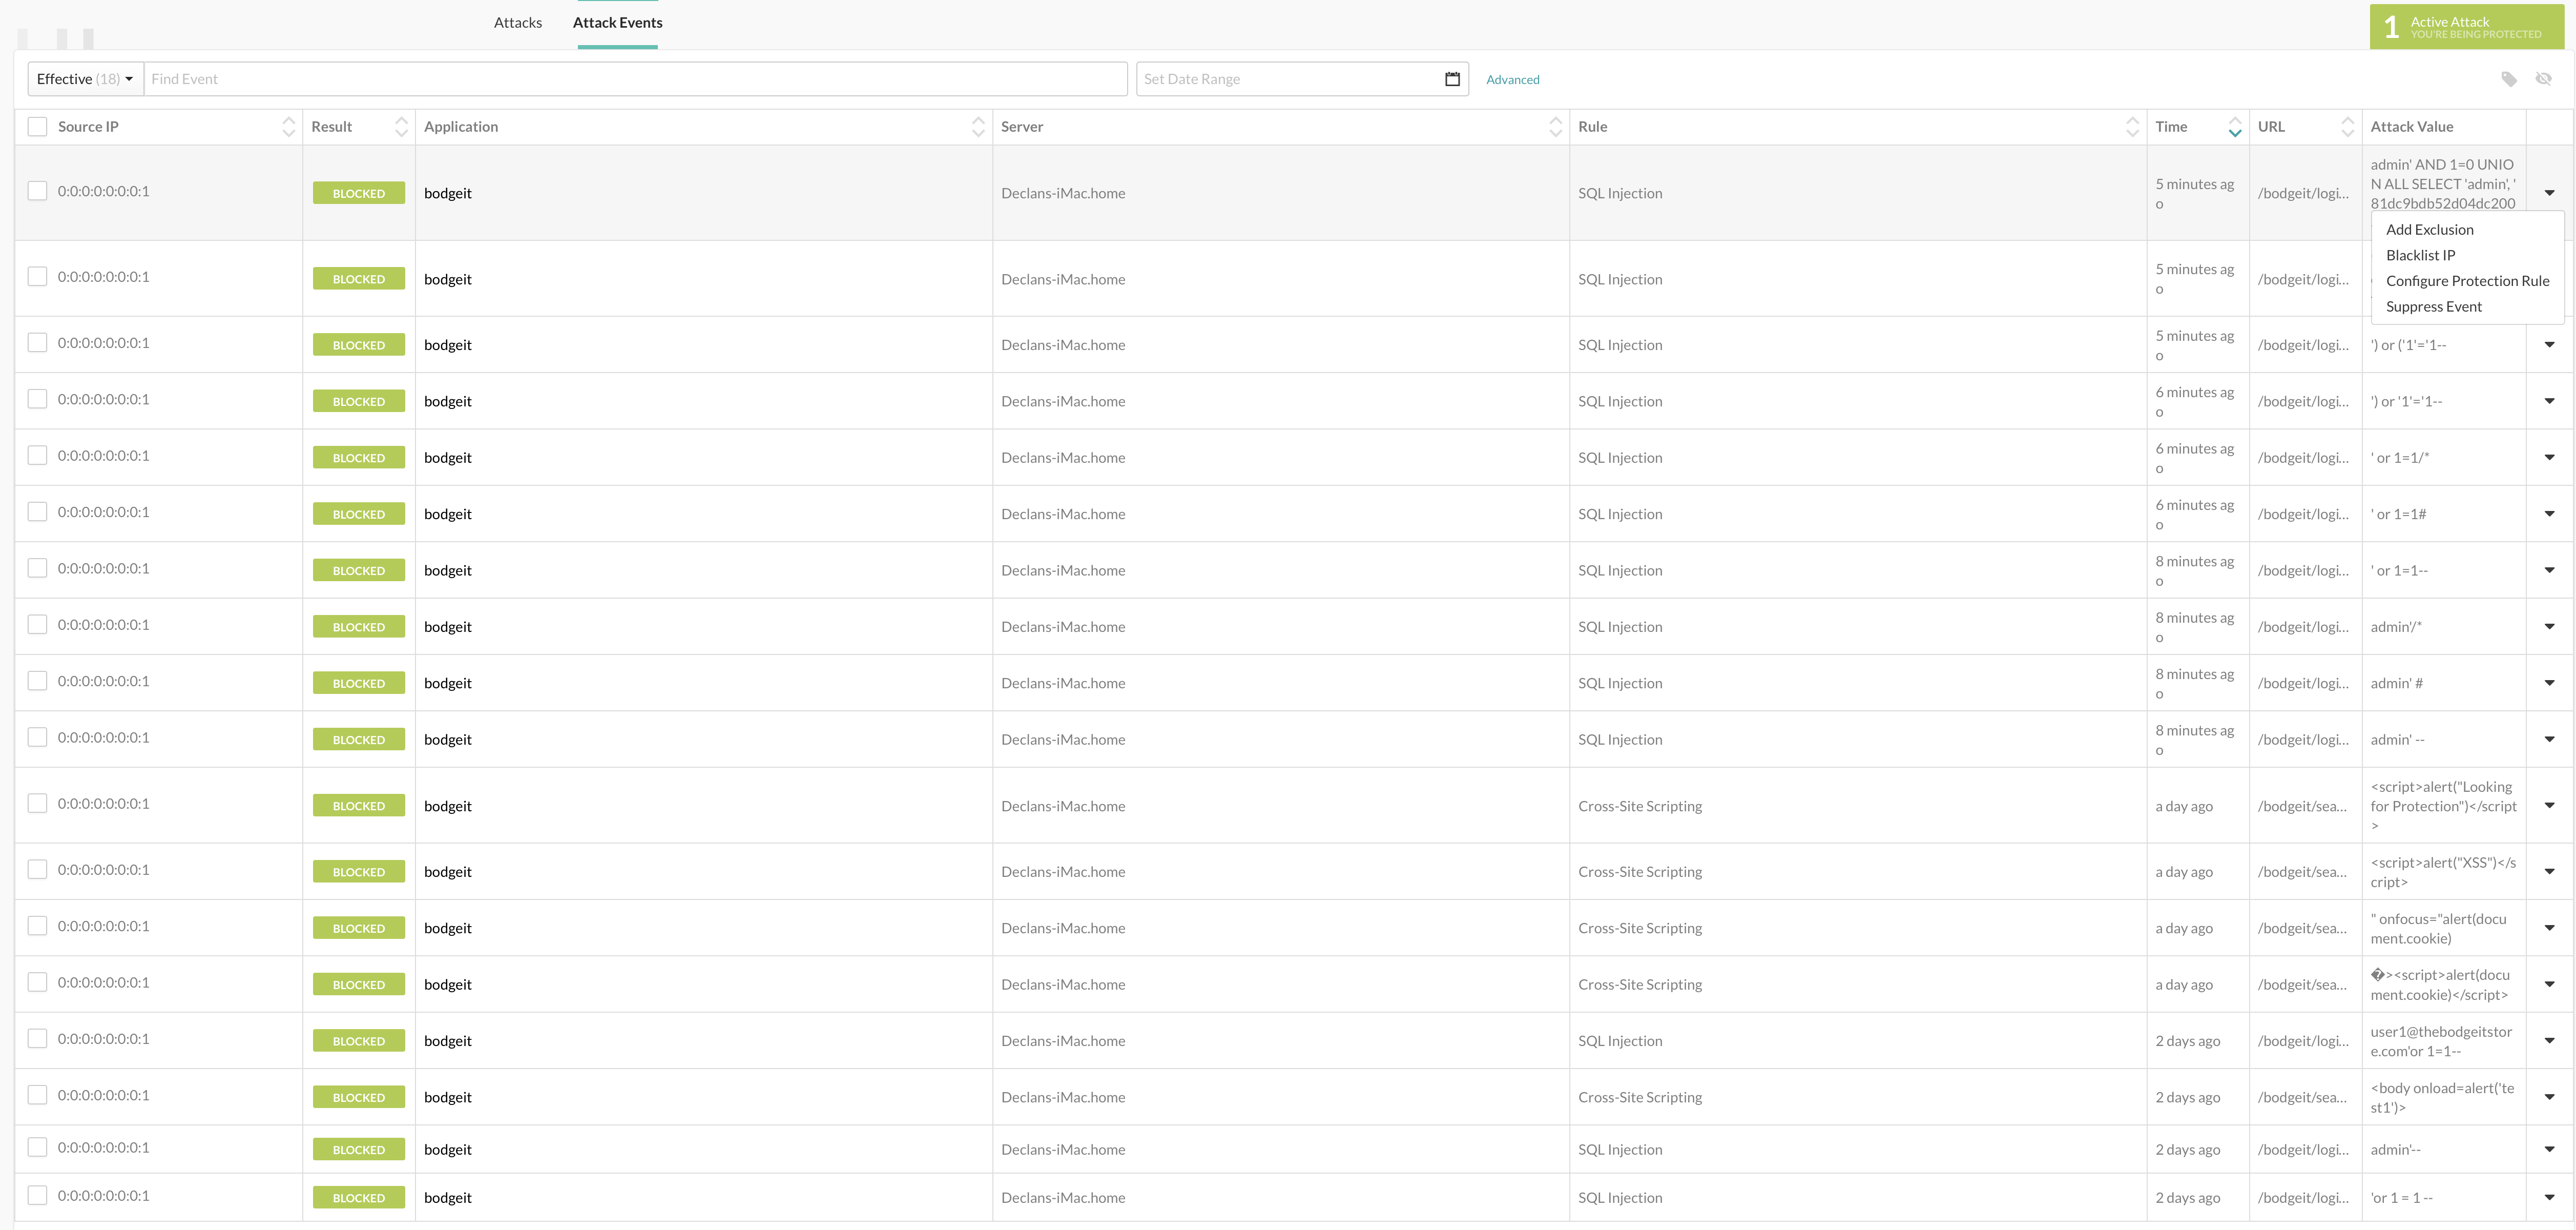 Attacks Attack Events
1 Active Attack
YOU'RE BEING PROTECTED
Effective (18) Find Event Set Date Range Advanced
Source IP Result Application Server Rule Time URL Attack Value
0:0:0:0:0:0:0:1 BLOCKED bodgeit Declans-iMac.home SQL Injection 5 minutes ag
o /bodgeit/logi... admin' AND 1=0 UNIO
N ALL SELECT 'admin', '
81dc9bdb52d04dc200
Add Exclusion
Blacklist IP
Configure Protection Rule
Suppress Event
0:0:0:0:0:0:0:1 BLOCKED bodgeit Declans-iMac.home SQL Injection 5 minutes ag
o /bodgeit/logi...
0:0:0:0:0:0:0:1 BLOCKED bodgeit Declans-iMac.home SQL Injection 5 minutes ag
o /bodgeit/logi... ') or ('1'='1--
0:0:0:0:0:0:0:1 BLOCKED bodgeit Declans-iMac.home SQL Injection 6 minutes ag
o /bodgeit/logi... ') or '1'='1--
0:0:0:0:0:0:0:1 BLOCKED bodgeit Declans-iMac.home SQL Injection 6 minutes ag
o /bodgeit/logi... ' or 1=1/*
0:0:0:0:0:0:0:1 BLOCKED bodgeit Declans-iMac.home SQL Injection 6 minutes ag
o /bodgeit/logi... ' or 1=1#
0:0:0:0:0:0:0:1 BLOCKED bodgeit Declans-iMac.home SQL Injection 8 minutes ag
o /bodgeit/logi... ' or 1=1--
0:0:0:0:0:0:0:1 BLOCKED bodgeit Declans-iMac.home SQL Injection 8 minutes ag
o /bodgeit/logi... admin'/*
0:0:0:0:0:0:0:1 BLOCKED bodgeit Declans-iMac.home SQL Injection 8 minutes ag
o /bodgeit/logi... admin' #
0:0:0:0:0:0:0:1 BLOCKED bodgeit Declans-iMac.home SQL Injection 8 minutes ag
o /bodgeit/logi... admin' --
0:0:0:0:0:0:0:1 BLOCKED bodgeit Declans-iMac.home Cross-Site Scripting a day ago /bodgeit/sea... <script>alert("Looking
for Protection")</script
>
0:0:0:0:0:0:0:1 BLOCKED bodgeit Declans-iMac.home Cross-Site Scripting a day ago /bodgeit/sea... <script>alert("XSS")</s
cript>
0:0:0:0:0:0:0:1 BLOCKED bodgeit Declans-iMac.home Cross-Site Scripting a day ago /bodgeit/sea... " onfocus="alert(docu
ment.cookie)
0:0:0:0:0:0:0:1 BLOCKED bodgeit Declans-iMac.home Cross-Site Scripting a day ago /bodgeit/sea... �><script>alert(docu
ment.cookie)</script>
0:0:0:0:0:0:0:1 BLOCKED bodgeit Declans-iMac.home SQL Injection 2 days ago /bodgeit/logi... user1@thebodgeitstor
e.com'or 1=1--
0:0:0:0:0:0:0:1 BLOCKED bodgeit Declans-iMac.home Cross-Site Scripting 2 days ago /bodgeit/sea... <body onload=alert('te
st1')>
0:0:0:0:0:0:0:1 BLOCKED bodgeit Declans-iMac.home SQL Injection 2 days ago /bodgeit/logi... admin'--
0:0:0:0:0:0:0:1 BLOCKED bodgeit Declans-iMac.home SQL Injection 2 days ago /bodgeit/logi... 'or 1 = 1 --